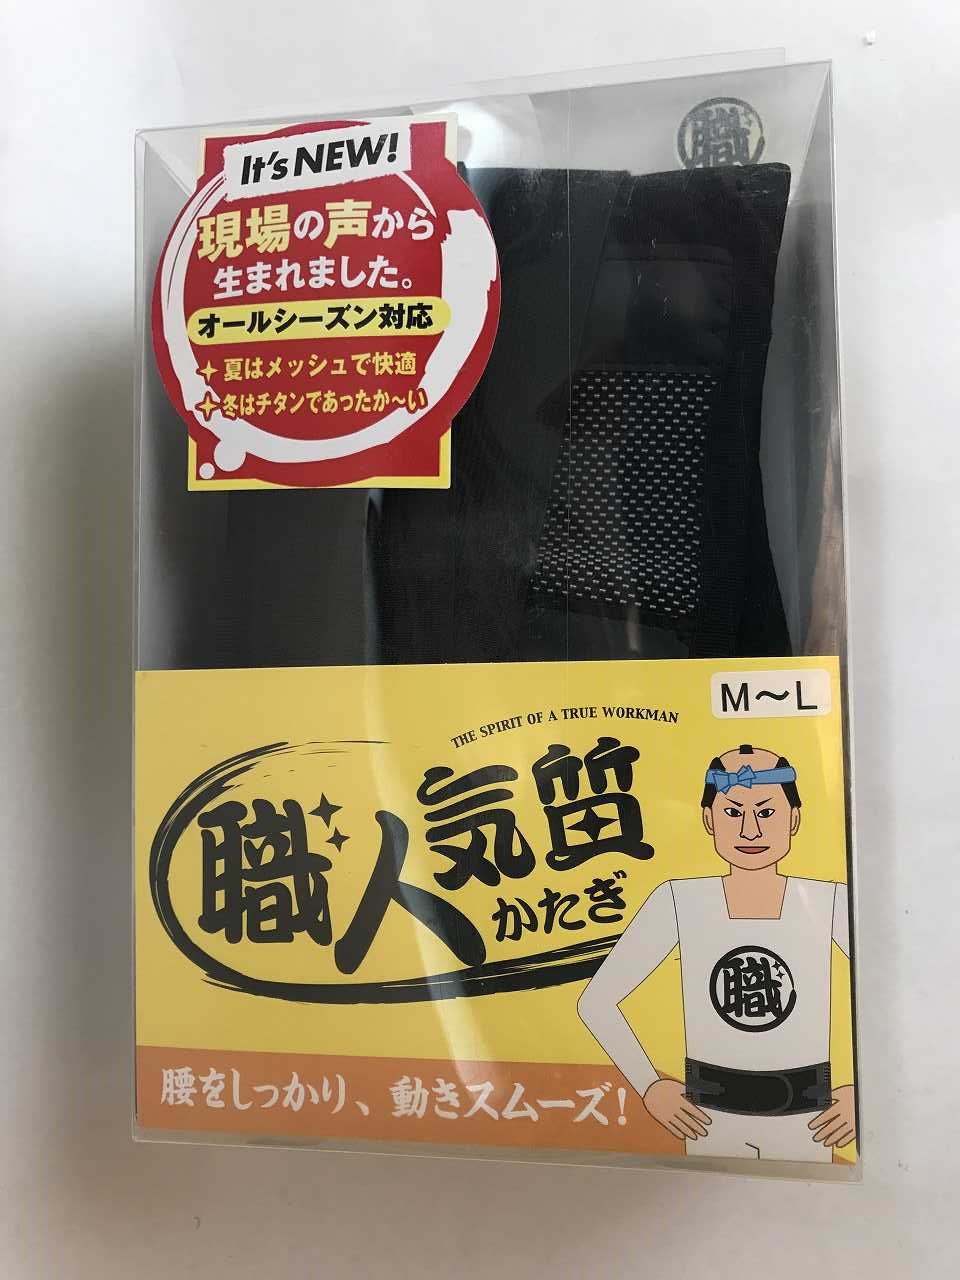 職
It's NEW!
現場の声から
生まれました。
オールシーズン対応
夏はメッシュで快適
冬はチタンであったか～い
M～L
THE SPIRIT OF A TRUE WORKMAN
職人気質
かたぎ
職
腰をしっかり、動きスムーズ!